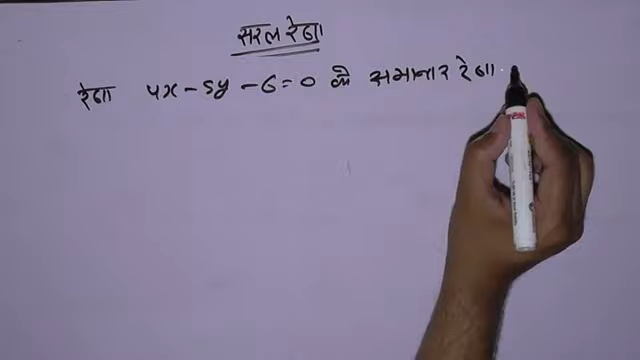 सरल रेखा
रेखा 4x - 5y - 6 = 0 के समान्तर रेखा